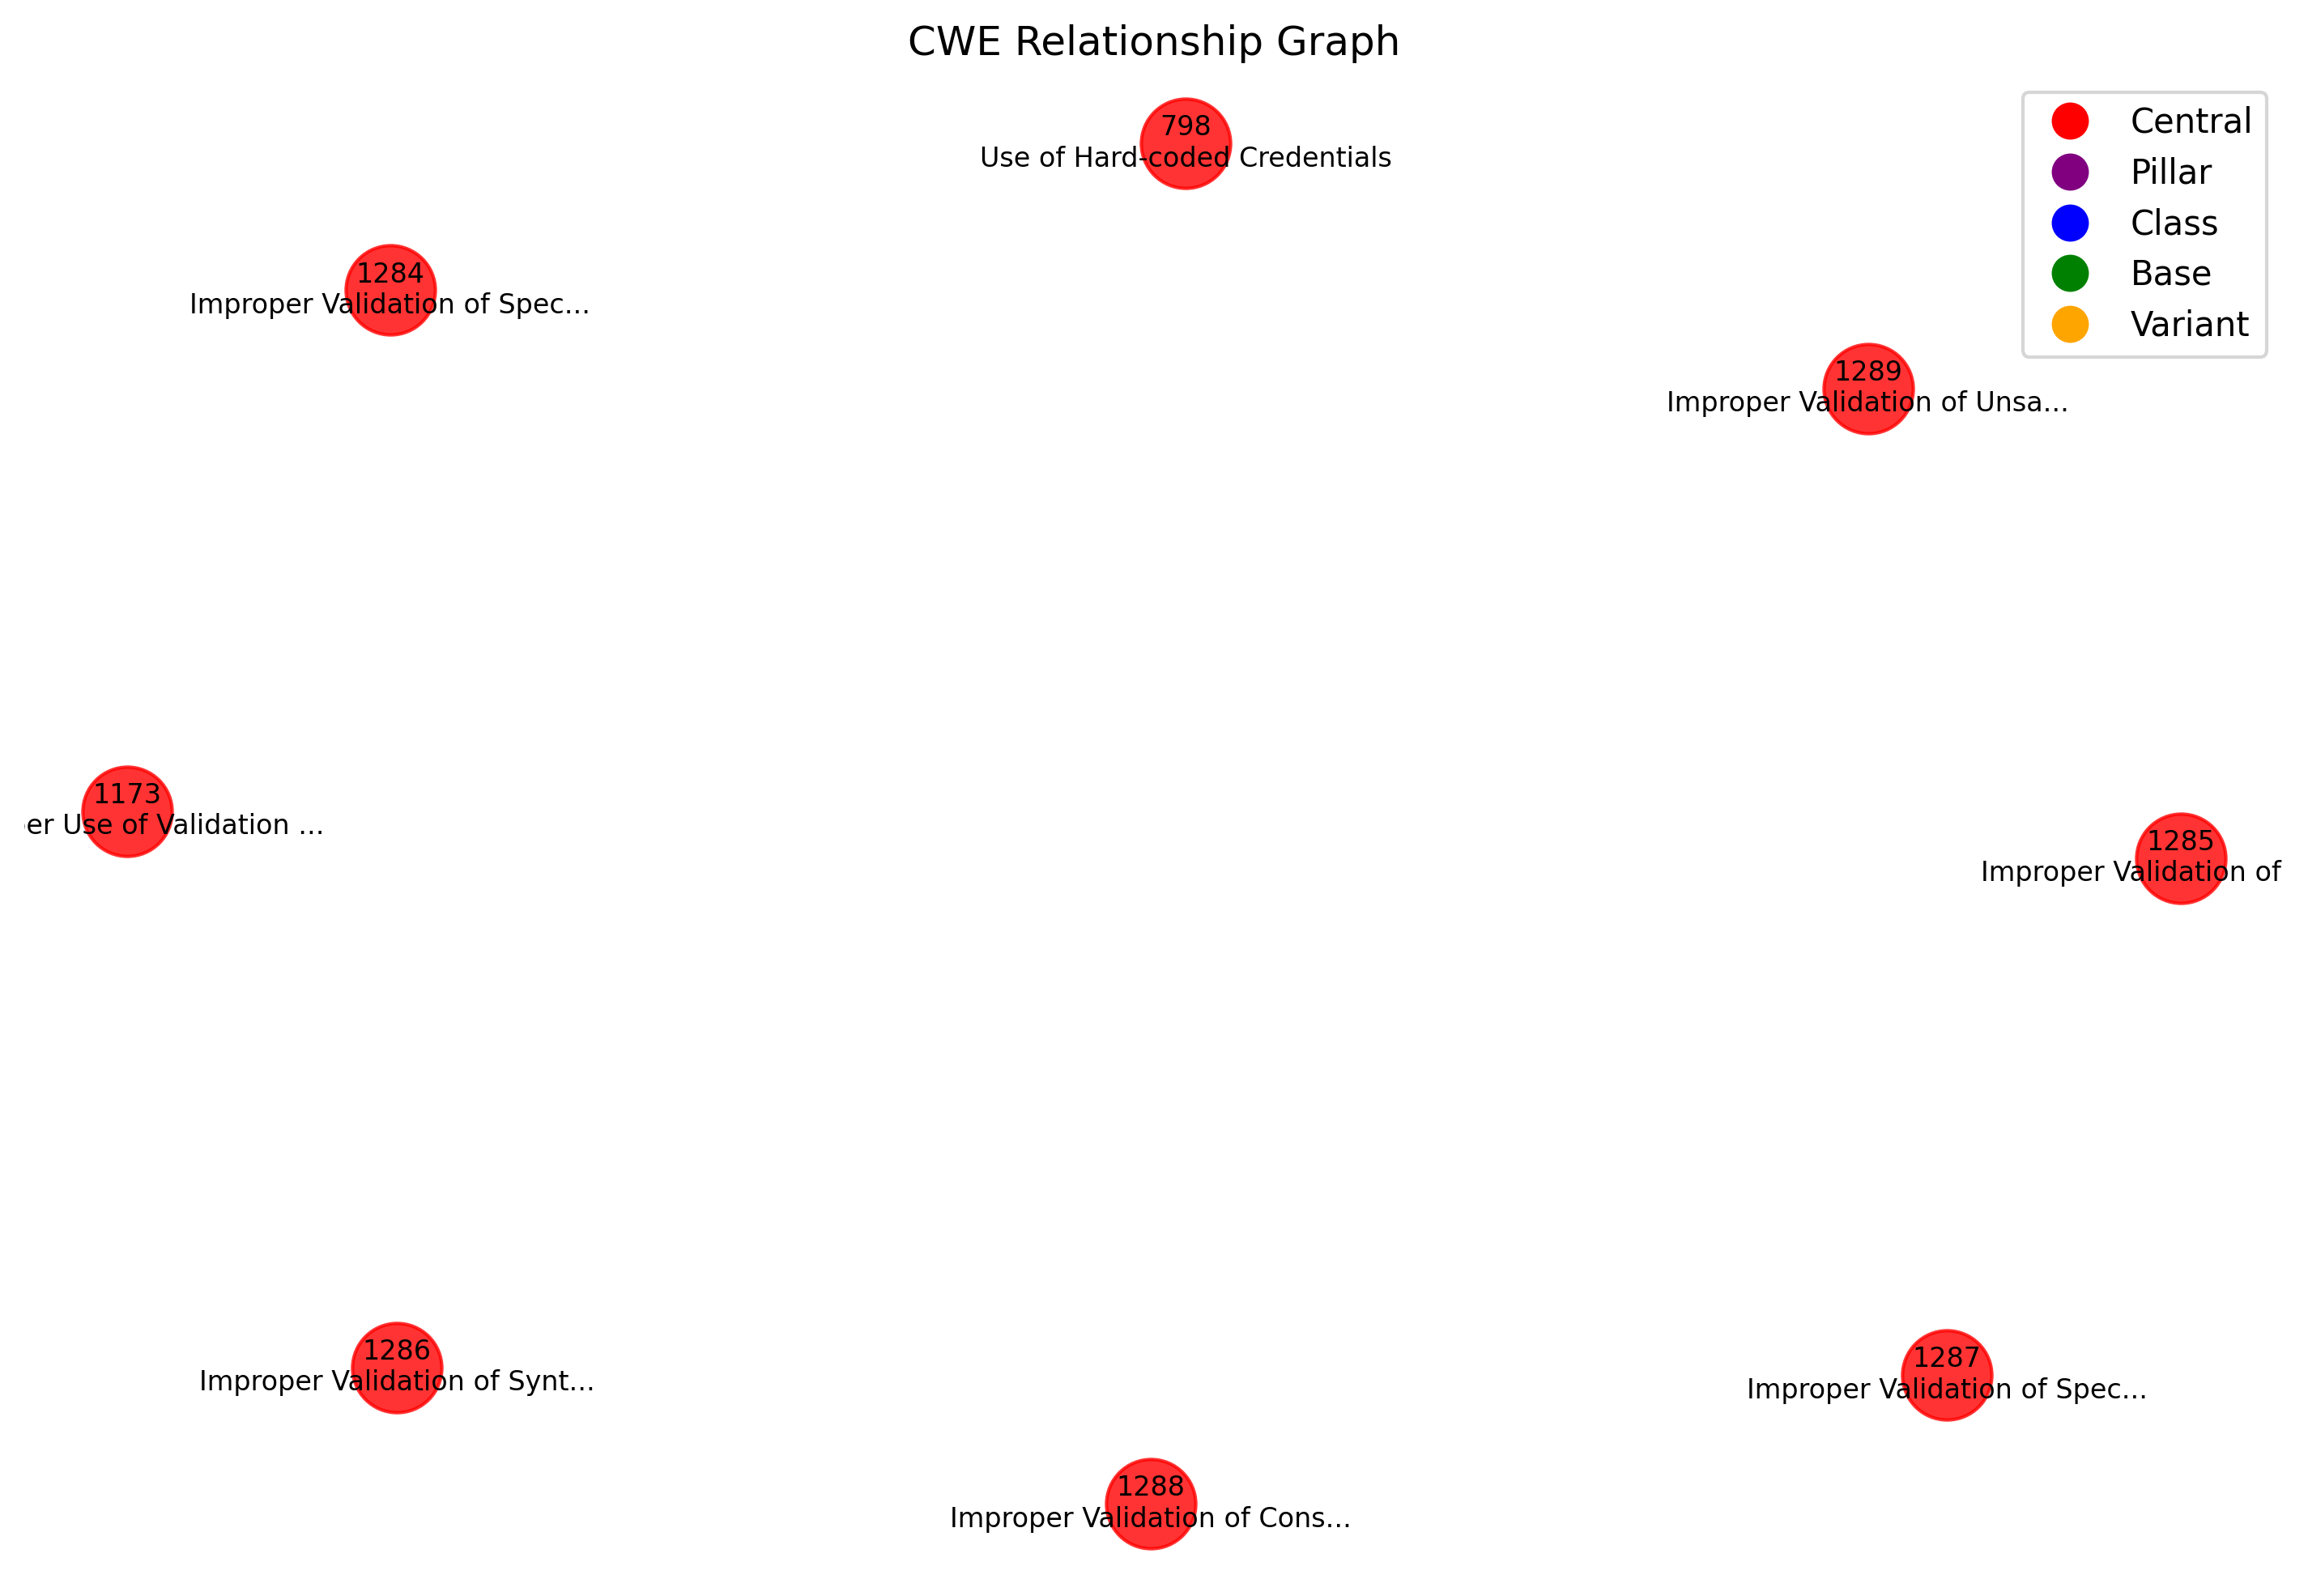 CWE Relationship Graph
798
Use of Hard-coded Credentials
Central
Pillar
Class
Base
Variant
1284
Improper Validation of Spec...
1289
Improper Validation of Unsa...
1173
er Use of Validation ...
1285
Improper Validation of
1286
Improper Validation of Synt...
1287
Improper Validation of Spec...
1288
Improper Validation of Cons...